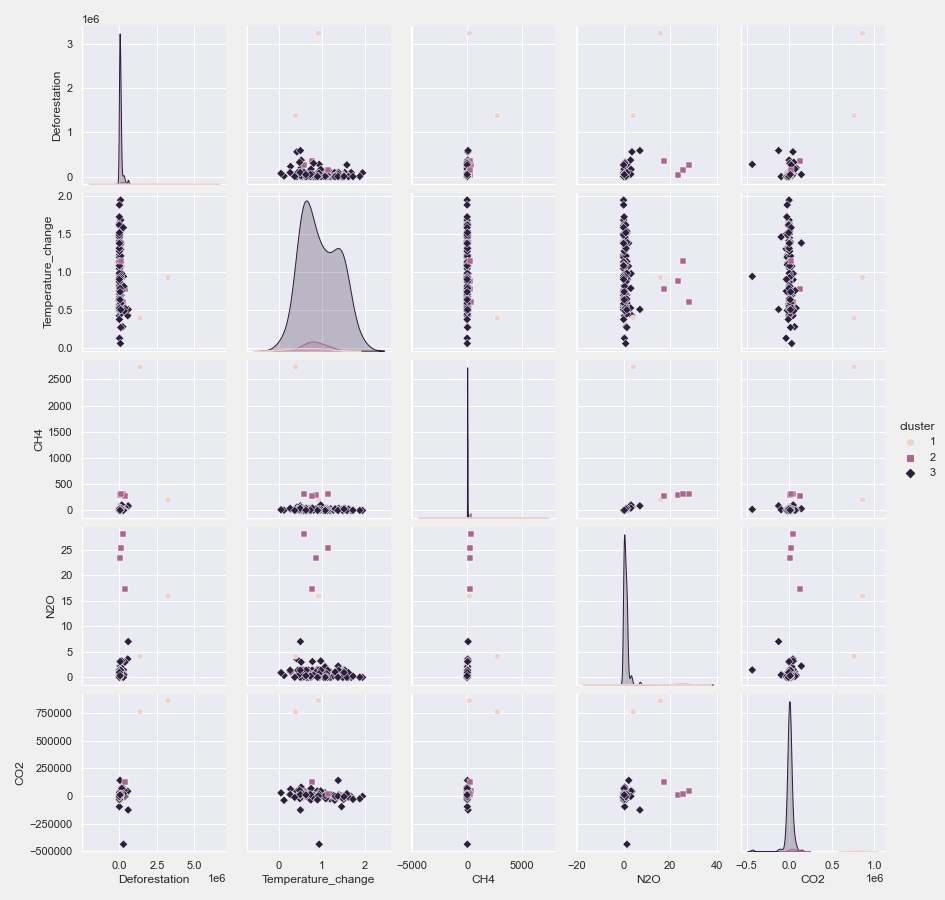 1e6
3
2
1
0
Deforestation
2.0
1.5
1.0
0.5
0.0
Temperature_change
2500
2000
1500
1000
500
0
CH4
cluster
1
2
3
25
20
15
10
5
0
N2O
750000
500000
250000
0
−250000
−500000
CO2
0.0 2.5 5.0
1e6
Deforestation
0 1 2
Temperature_change
−5000 0 5000
CH4
−20 0 20 40
N2O
−0.5 0.0 0.5 1.0
1e6
CO2